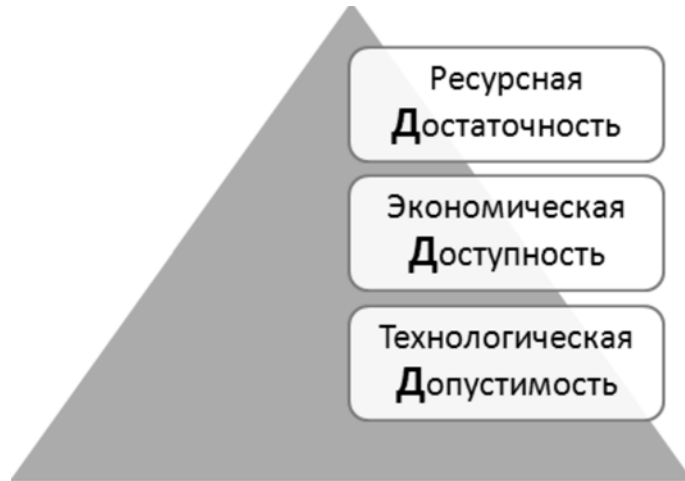 Ресурсная
Достаточность
Экономическая
Доступность
Технологическая
Допустимость